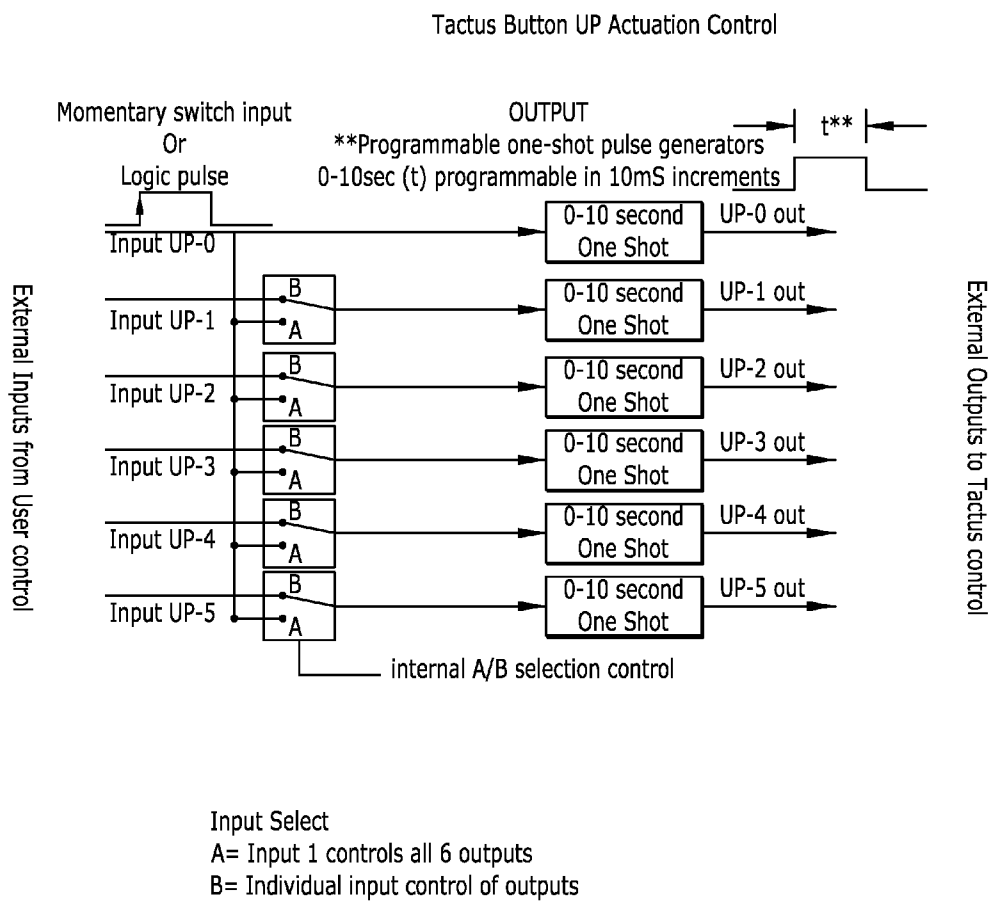 Tactus Button UP Actuation Control
Momentary switch input
Or
Logic pulse
OUTPUT
**Programmable one-shot pulse generators
0-10sec (t) programmable in 10mS increments
t**
Input UP-0
0-10 second
One Shot
UP-0 out
B
A
Input UP-1
0-10 second
One Shot
UP-1 out
B
A
Input UP-2
0-10 second
One Shot
UP-2 out
B
A
Input UP-3
0-10 second
One Shot
UP-3 out
B
A
Input UP-4
0-10 second
One Shot
UP-4 out
B
A
Input UP-5
0-10 second
One Shot
UP-5 out
External Inputs from User control
External Outputs to Tactus control
internal A/B selection control
Input Select
A= Input 1 controls all 6 outputs
B= Individual input control of outputs